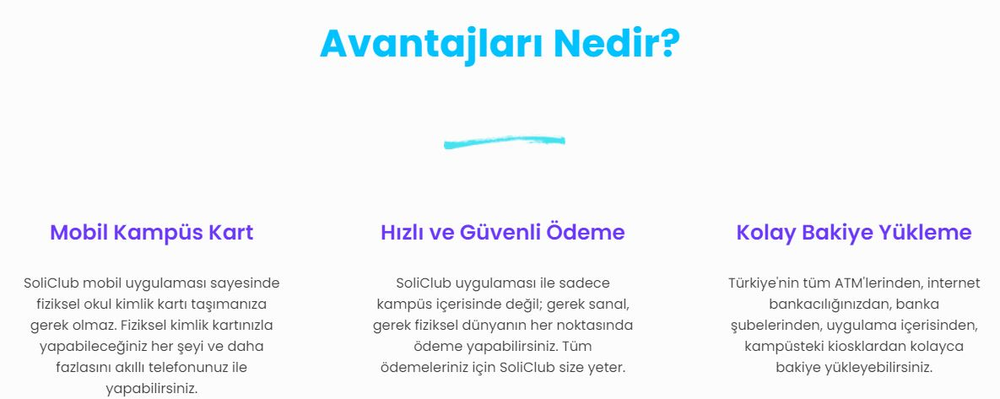 Avantajları Nedir?
Mobil Kampüs Kart
SoliClub mobil uygulaması sayesinde
fiziksel okul kimlik kartı taşımanıza
gerek olmaz. Fiziksel kimlik kartınızla
yapabileceğiniz her şeyi ve daha
fazlasını akıllı telefonunuz ile
yapabilirsiniz.
Hızlı ve Güvenli Ödeme
SoliClub uygulaması ile sadece
kampüs içerisinde değil; gerek sanal,
gerek fiziksel dünyanın her noktasında
ödeme yapabilirsiniz. Tüm
ödemeleriniz için SoliClub size yeter.
Kolay Bakiye Yükleme
Türkiye'nin tüm ATM'lerinden, internet
bankacılığınızdan, banka
şubelerinden, uygulama içerisinden,
kampüsteki kiosklardan kolayca
bakiye yükleyebilirsiniz.